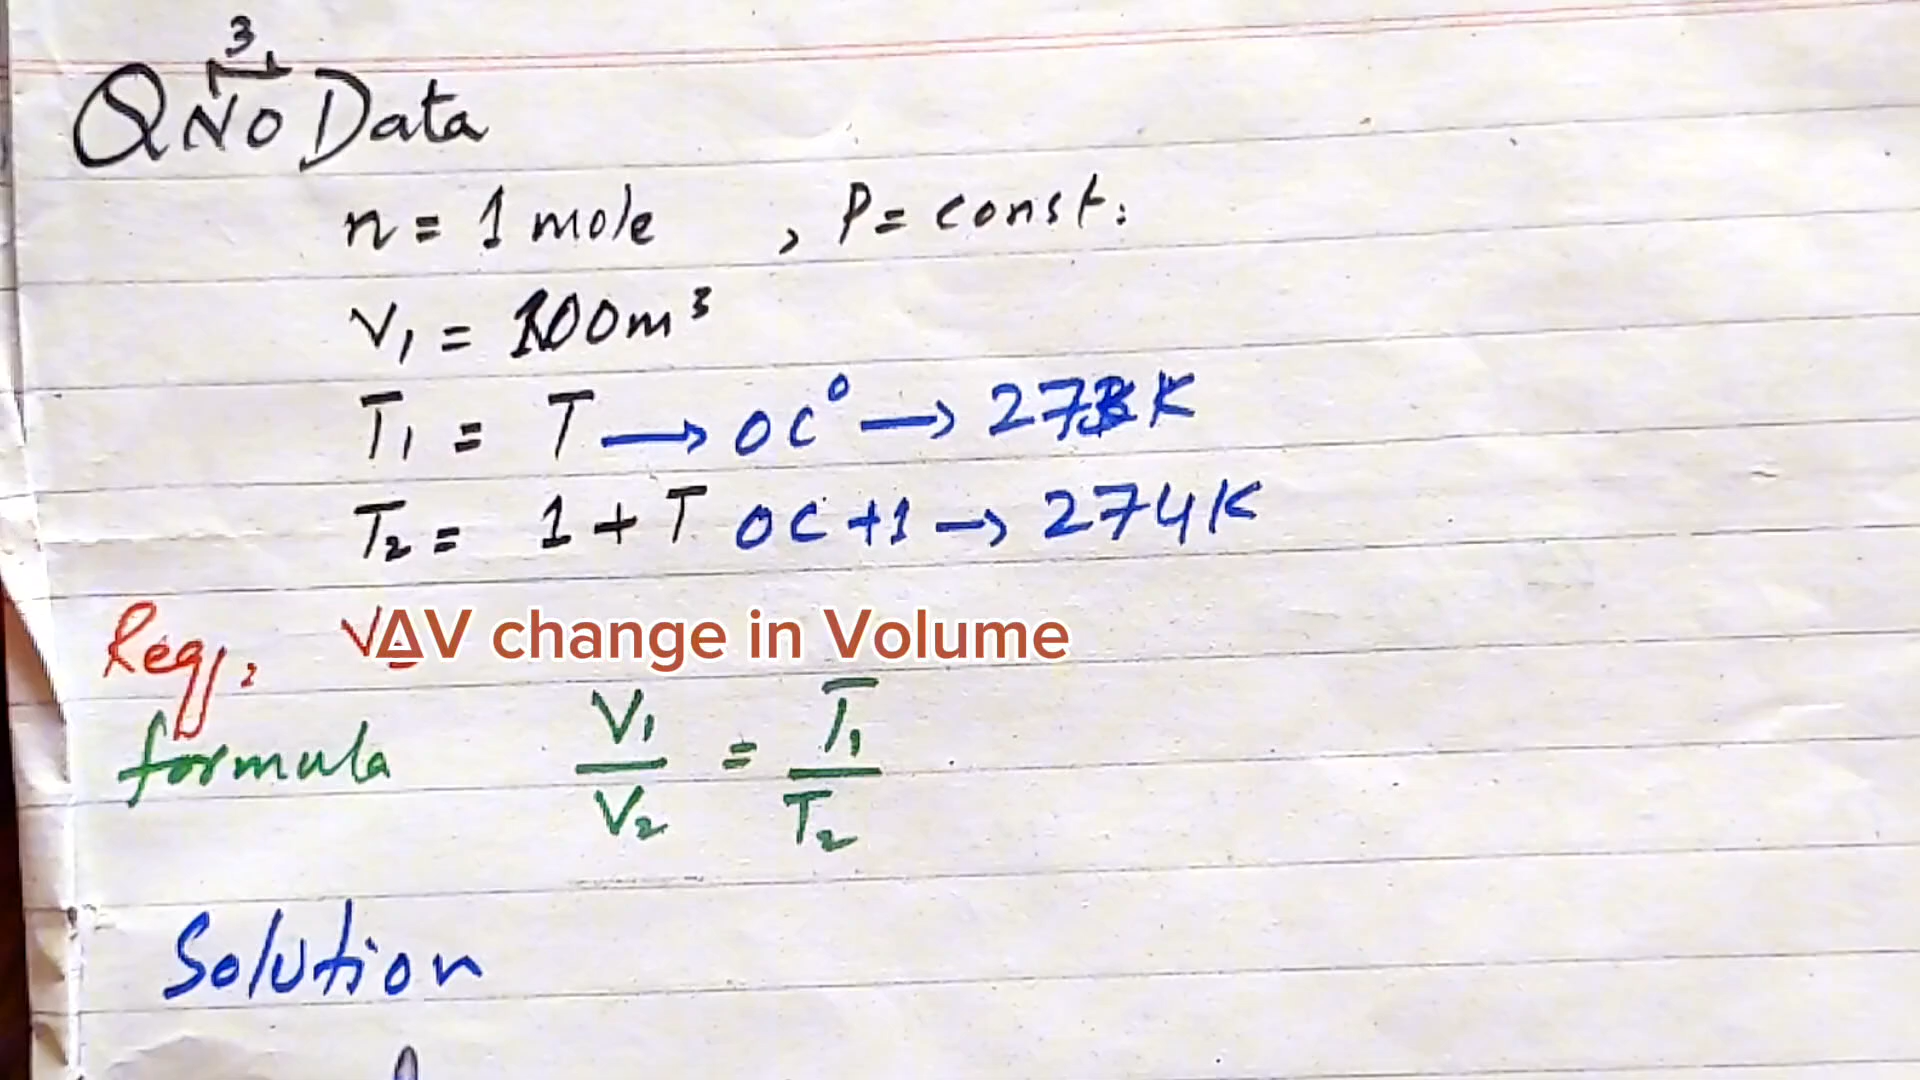 3
Q No Data
n = 1 mole , P = const.
V₁ = 100m³
T₁ = T → 0C° → 273K
T₂ = 1 + T 0C +1 → 274K
Req, ΔV change in Volume
formula V₁/V₂ = T₁/T₂
Solution